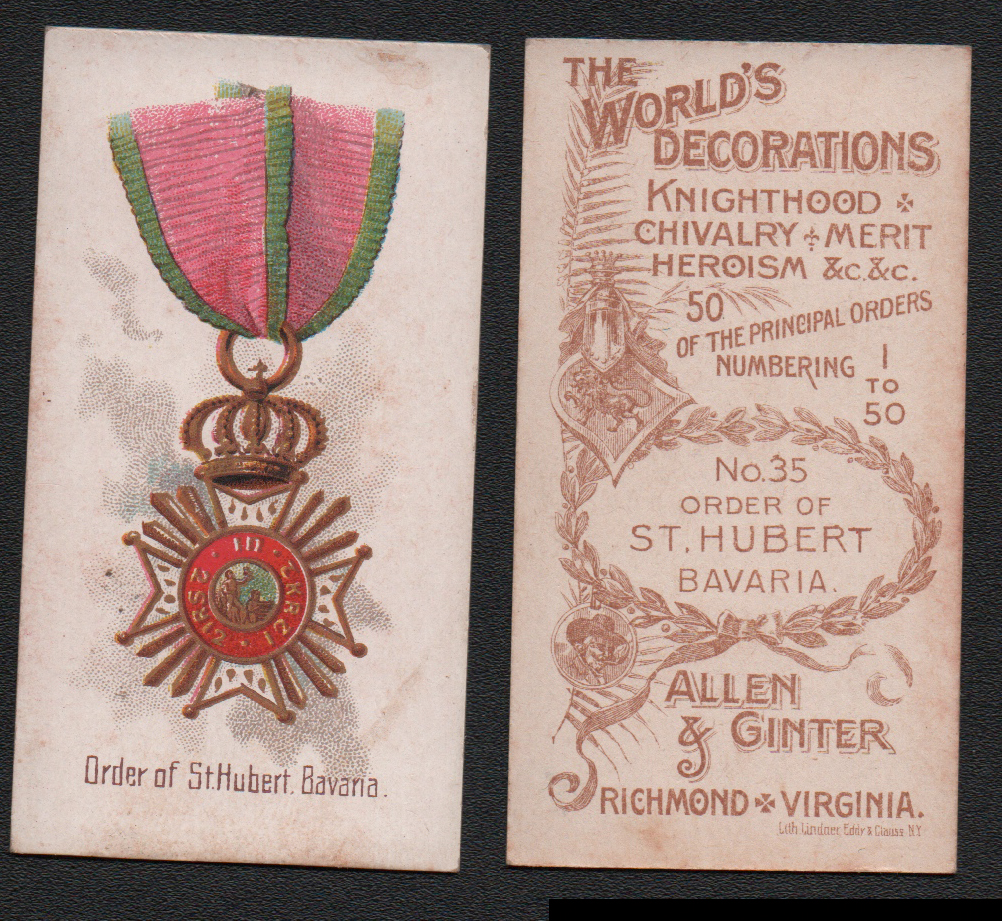 Order of St. Hubert, Bavaria.
THE
WORLD'S
DECORATIONS
KNIGHTHOOD
CHIVALRY MERIT
HEROISM &c. &c.
50
OF THE PRINCIPAL ORDERS
NUMBERING 1
TO
50
No. 35
ORDER OF
ST. HUBERT
BAVARIA.
ALLEN
& GINTER
RICHMOND VIRGINIA.
Lith Lindner, Eddy & Clauss N.Y.